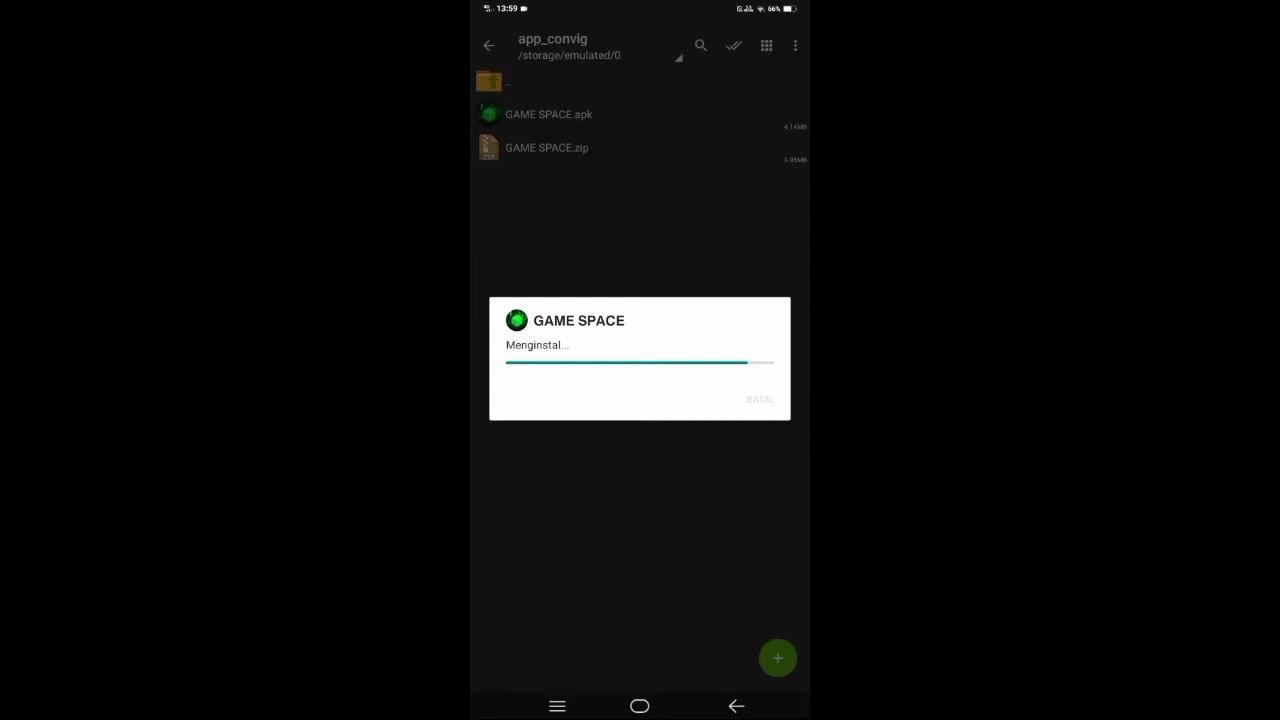 13:59
66%
app_convig
/storage/emulated/0
..
GAME SPACE.apk
4.14MB
GAME SPACE.zip
3.95MB
GAME SPACE
Menginstal...
BATAL